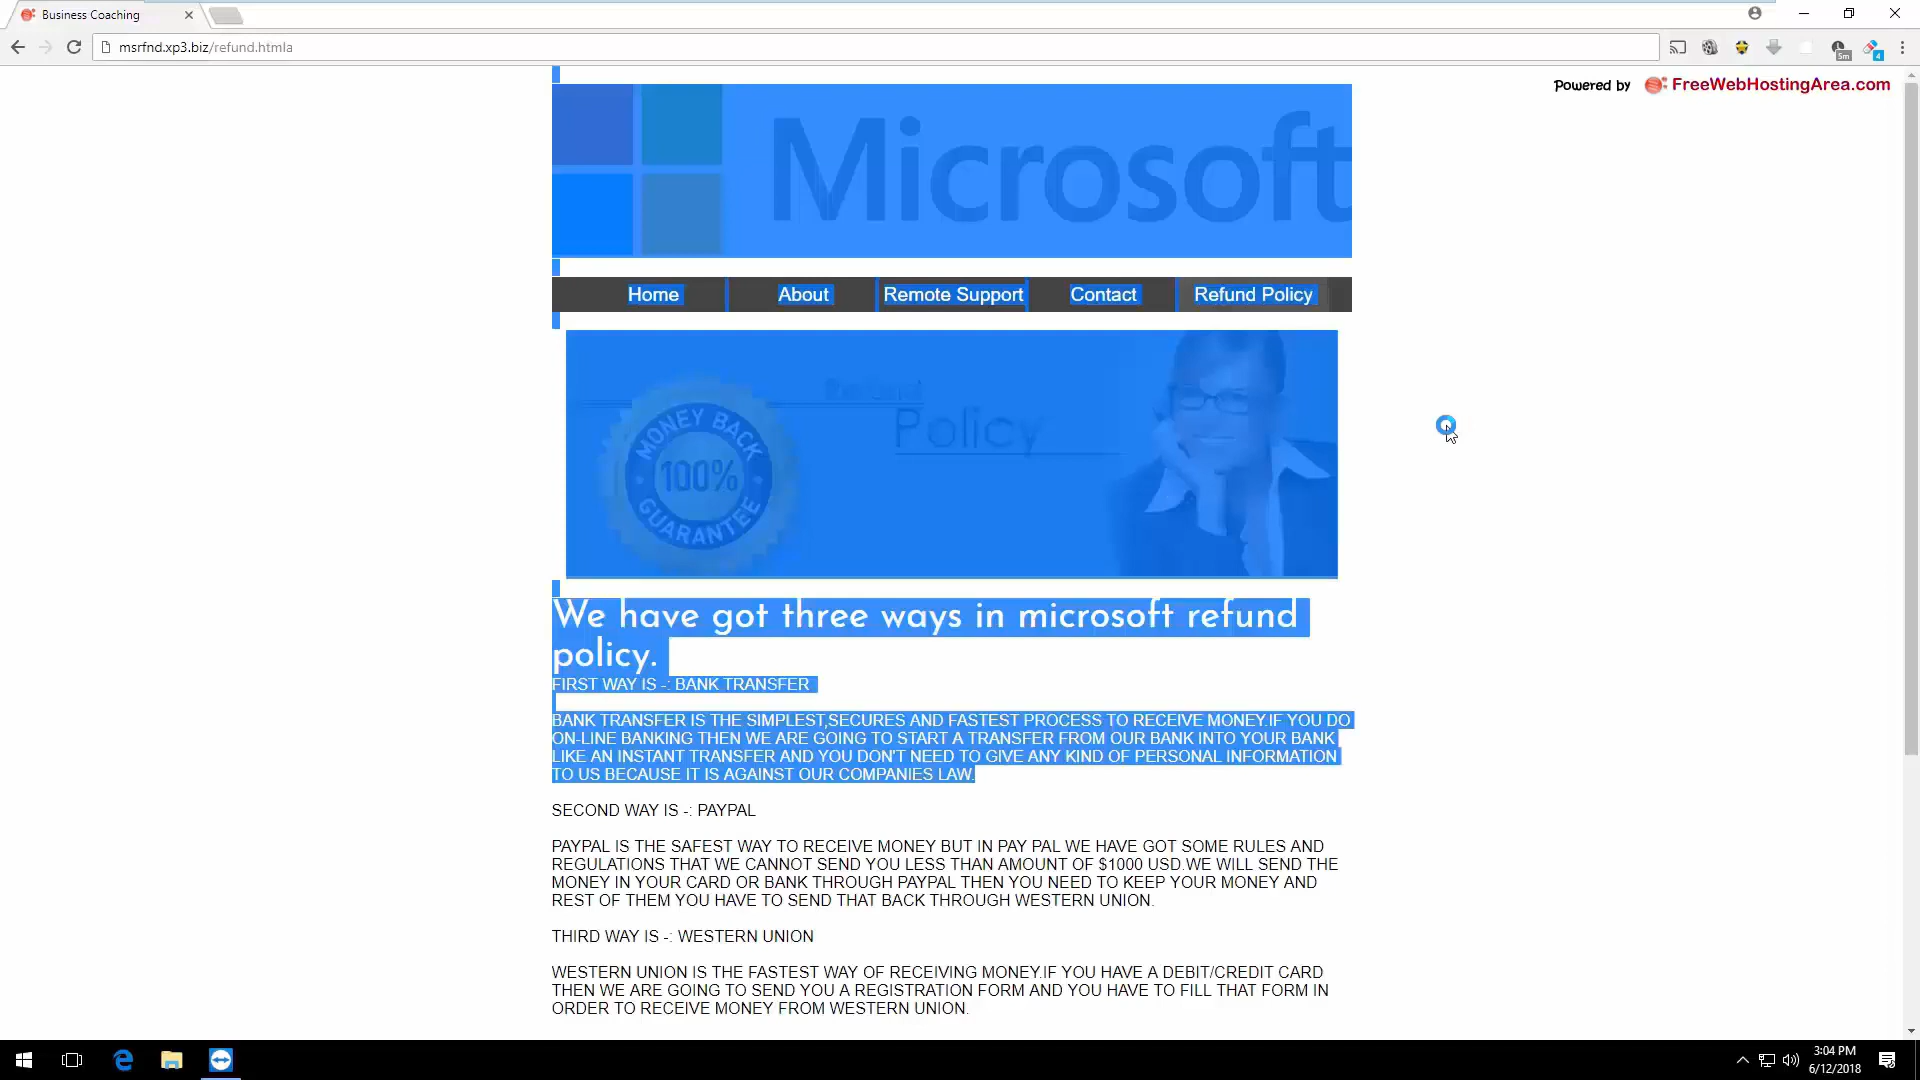 Business Coaching
msrfnd.xp3.biz/refund.htmla
5m
4
Powered by FreeWebHostingArea.com
Microsoft
Home About Remote Support Contact Refund Policy
Refund
Policy
MONEY BACK
100%
GUARANTEE
We have got three ways in microsoft refund
policy.
FIRST WAY IS -: BANK TRANSFER
BANK TRANSFER IS THE SIMPLEST,SECURES AND FASTEST PROCESS TO RECEIVE MONEY.IF YOU DO
ON-LINE BANKING THEN WE ARE GOING TO START A TRANSFER FROM OUR BANK INTO YOUR BANK
LIKE AN INSTANT TRANSFER AND YOU DON'T NEED TO GIVE ANY KIND OF PERSONAL INFORMATION
TO US BECAUSE IT IS AGAINST OUR COMPANIES LAW.
SECOND WAY IS -: PAYPAL
PAYPAL IS THE SAFEST WAY TO RECEIVE MONEY BUT IN PAY PAL WE HAVE GOT SOME RULES AND
REGULATIONS THAT WE CANNOT SEND YOU LESS THAN AMOUNT OF $1000 USD.WE WILL SEND THE
MONEY IN YOUR CARD OR BANK THROUGH PAYPAL THEN YOU NEED TO KEEP YOUR MONEY AND
REST OF THEM YOU HAVE TO SEND THAT BACK THROUGH WESTERN UNION.
THIRD WAY IS -: WESTERN UNION
WESTERN UNION IS THE FASTEST WAY OF RECEIVING MONEY.IF YOU HAVE A DEBIT/CREDIT CARD
THEN WE ARE GOING TO SEND YOU A REGISTRATION FORM AND YOU HAVE TO FILL THAT FORM IN
ORDER TO RECEIVE MONEY FROM WESTERN UNION.
3:04 PM
6/12/2018